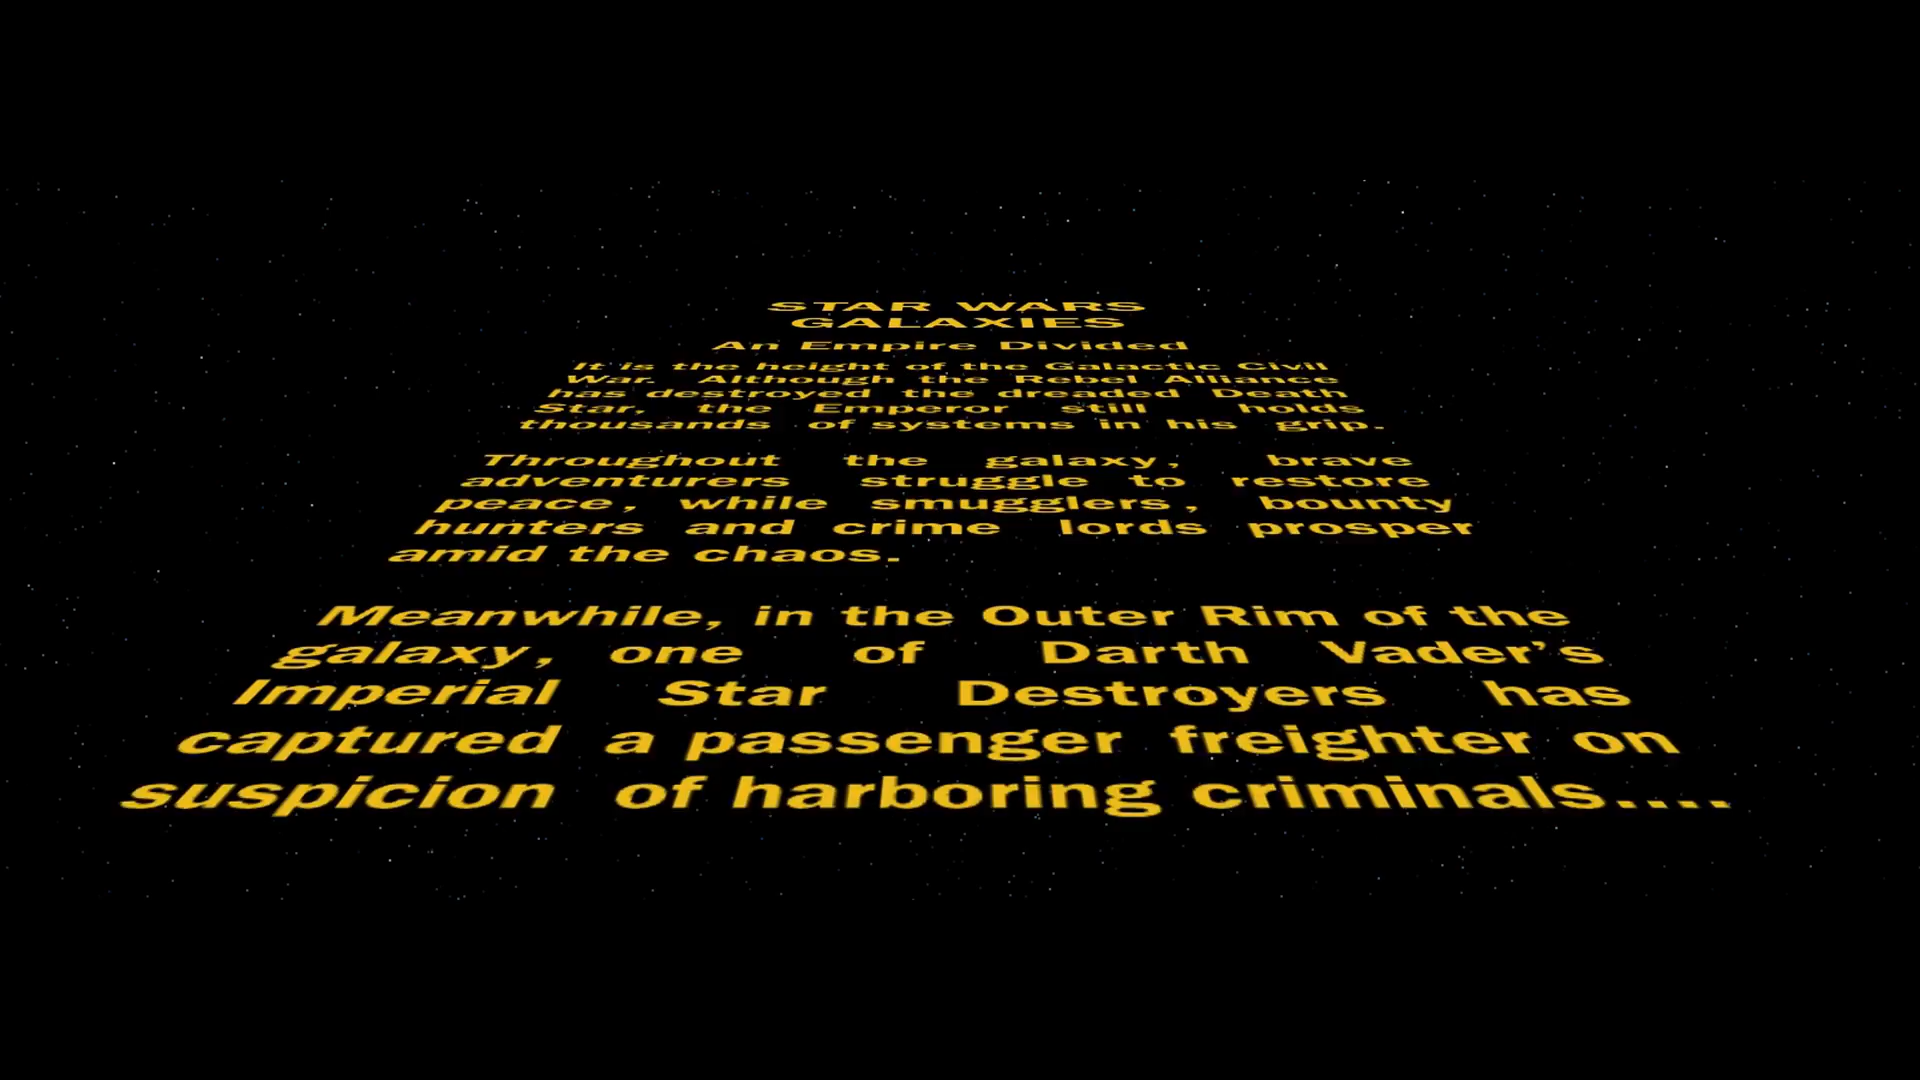 STAR WARS
GALAXIES
An Empire Divided
It is the height of the Galactic Civil
War. Although the Rebel Alliance
has destroyed the dreaded Death
Star, the Emperor still holds
thousands of systems in his grip.
Throughout the galaxy, brave
adventurers struggle to restore
peace, while smugglers, bounty
hunters and crime lords prosper
amid the chaos.
Meanwhile, in the Outer Rim of the
galaxy, one of Darth Vader’s
Imperial Star Destroyers has
captured a passenger freighter on
suspicion of harboring criminals....